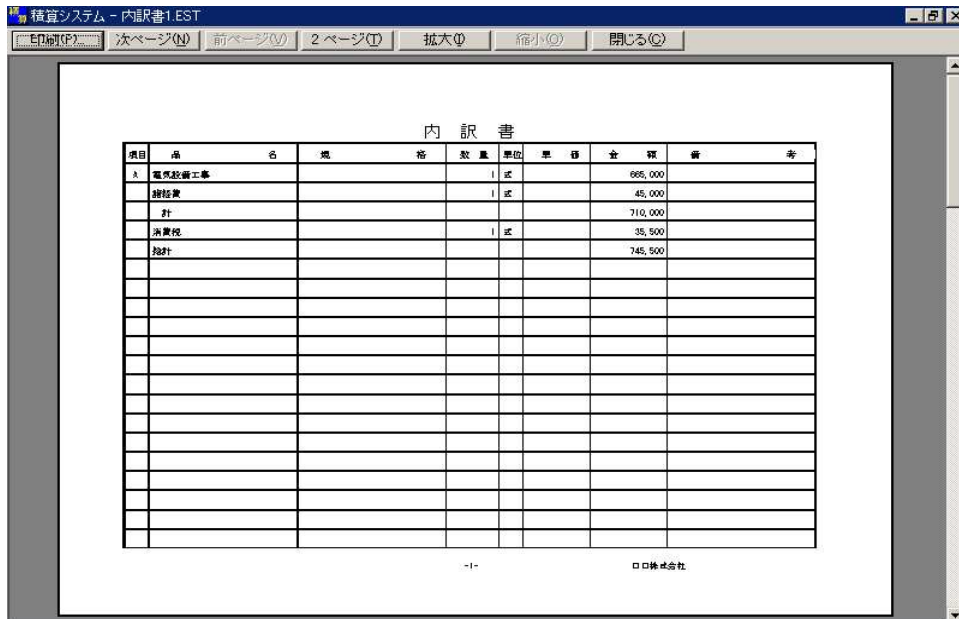 積算システム - 内訳書1.EST
印刷(P)... 次ページ(N) 前ページ(V) 2 ページ(T) 拡大(I) 縮小(O) 閉じる(C)
内 訳 書
項目 品 名 規 格 数 量 単位 単 価 金 額 備 考
A 電気設備工事 1 式 665,000
諸経費 1 式 45,000
計 710,000
消費税 1 式 35,500
総計 745,500
-1- ロロ株式会社